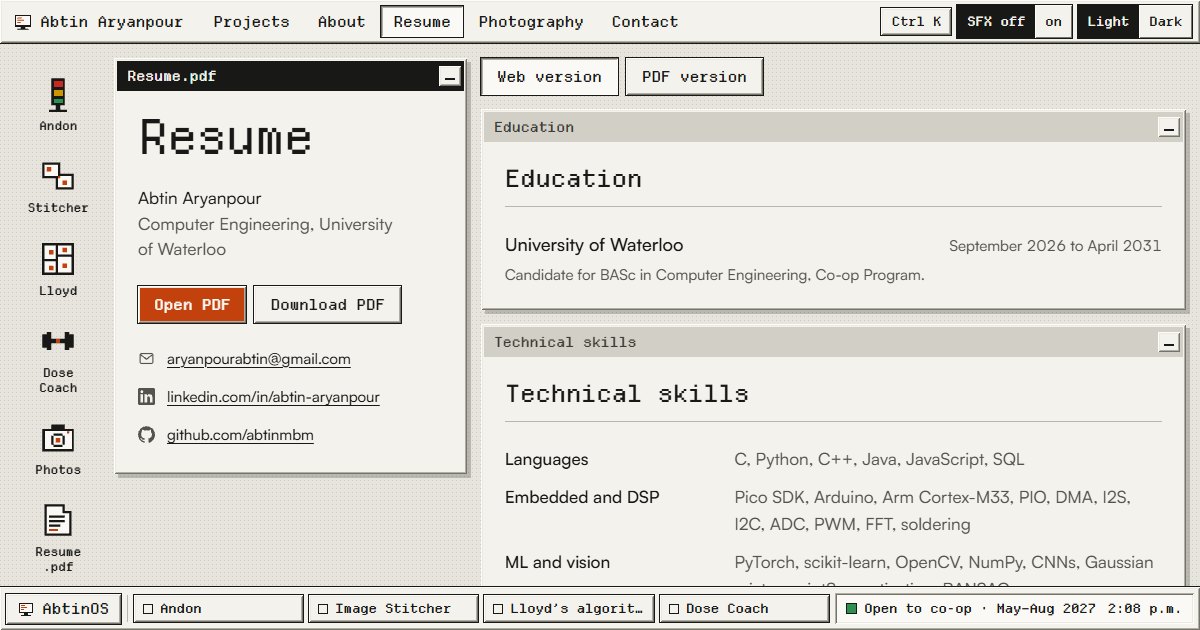 Abtin Aryanpour Projects About Resume Photography Contact Ctrl K SFX off on Light Dark
Andon
Stitcher
Lloyd
Dose
Coach
Photos
Resume
.pdf
Resume.pdf
Resume
Abtin Aryanpour
Computer Engineering, University
of Waterloo
Open PDF Download PDF
aryanpourabtin@gmail.com
linkedin.com/in/abtin-aryanpour
github.com/abtinmbm
Web version PDF version
Education
Education
University of Waterloo September 2026 to April 2031
Candidate for BASc in Computer Engineering, Co-op Program.
Technical skills
Technical skills
Languages C, Python, C++, Java, JavaScript, SQL
Embedded and DSP Pico SDK, Arduino, Arm Cortex-M33, PIO, DMA, I2S,
I2C, ADC, PWM, FFT, soldering
ML and vision PyTorch, scikit-learn, OpenCV, NumPy, CNNs, Gaussian
AbtinOS Andon Image Stitcher Lloyd's algorit… Dose Coach Open to co-op · May–Aug 2027 2:08 p.m.